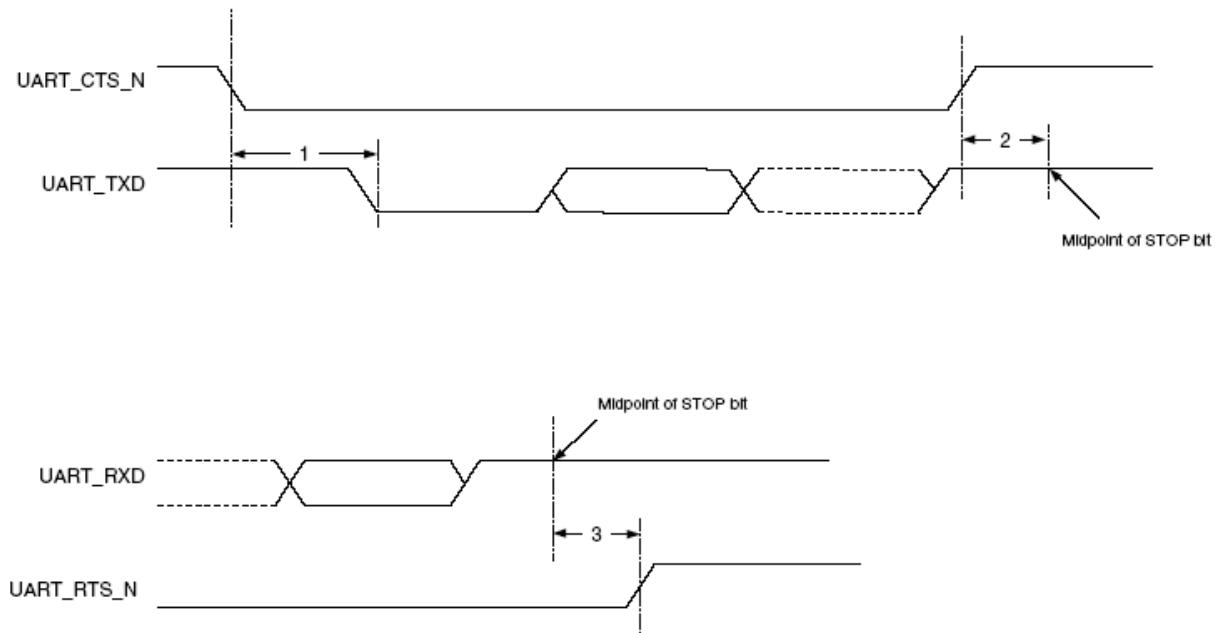 UART_CTS_N
1
2
UART_TXD
Midpoint of STOP bit
Midpoint of STOP bit
UART_RXD
3
UART_RTS_N